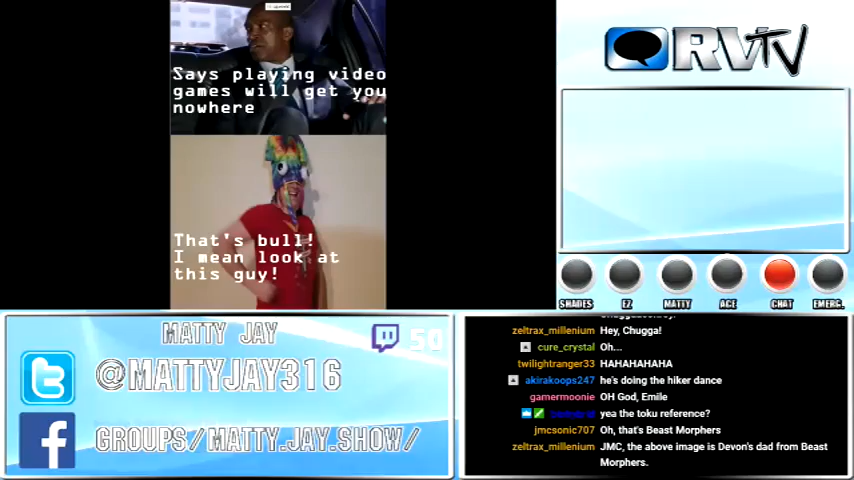 Says playing video
games will get you
nowhere
That's bull!
I mean look at
this guy!
RVTV
SHADES
EZ
MATTY
ACE
CHAT
EMERG.
MATTY JAY
50
@MATTYJAY316
GROUPS/MATTY.JAY.SHOW/
zeltrax_millenium Hey, Chugga!
cure_crystal Oh...
twilightranger33 HAHAHAHAHA
akirakoops247 he's doing the hiker dance
gamermoonie OH God, Emile
yea the toku reference?
jmcsonic707 Oh, that's Beast Morphers
zeltrax_millenium JMC, the above image is Devon's dad from Beast
Morphers.